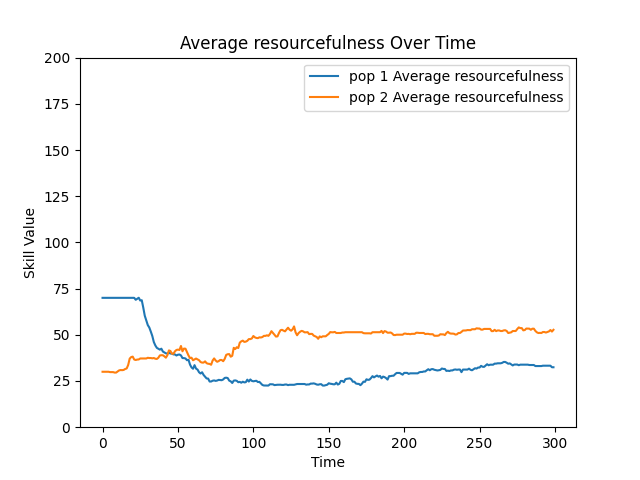 Average resourcefulness Over Time
pop 1 Average resourcefulness
pop 2 Average resourcefulness
Skill Value
200
175
150
125
100
75
50
25
0
0 50 100 150 200 250 300
Time